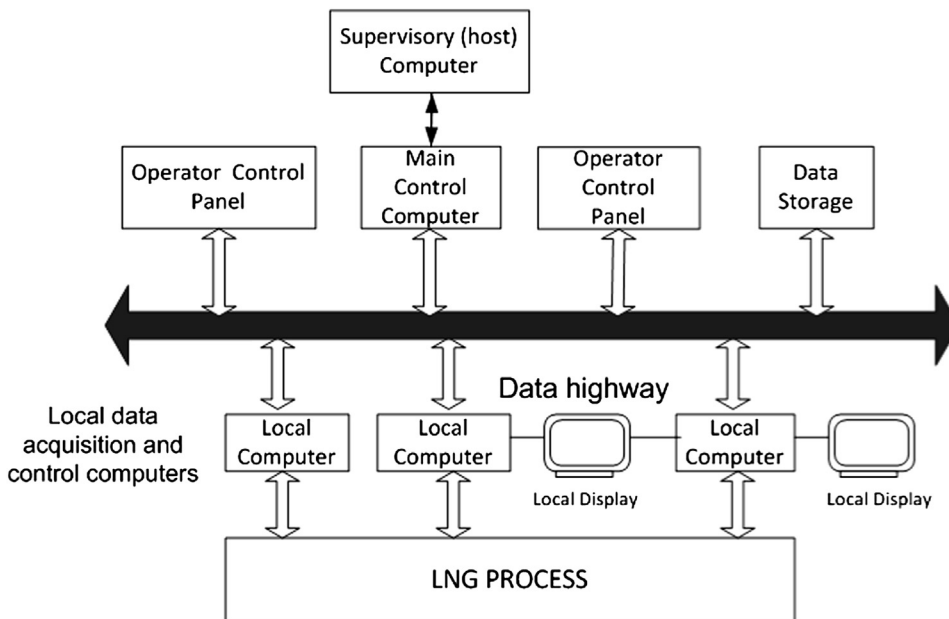 Supervisory (host)
Computer
Operator Control
Panel
Main
Control
Computer
Operator
Control
Panel
Data
Storage
Data highway
Local data
acquisition and
control computers
Local
Computer
Local
Computer
Local Display
Local
Computer
Local Display
LNG PROCESS